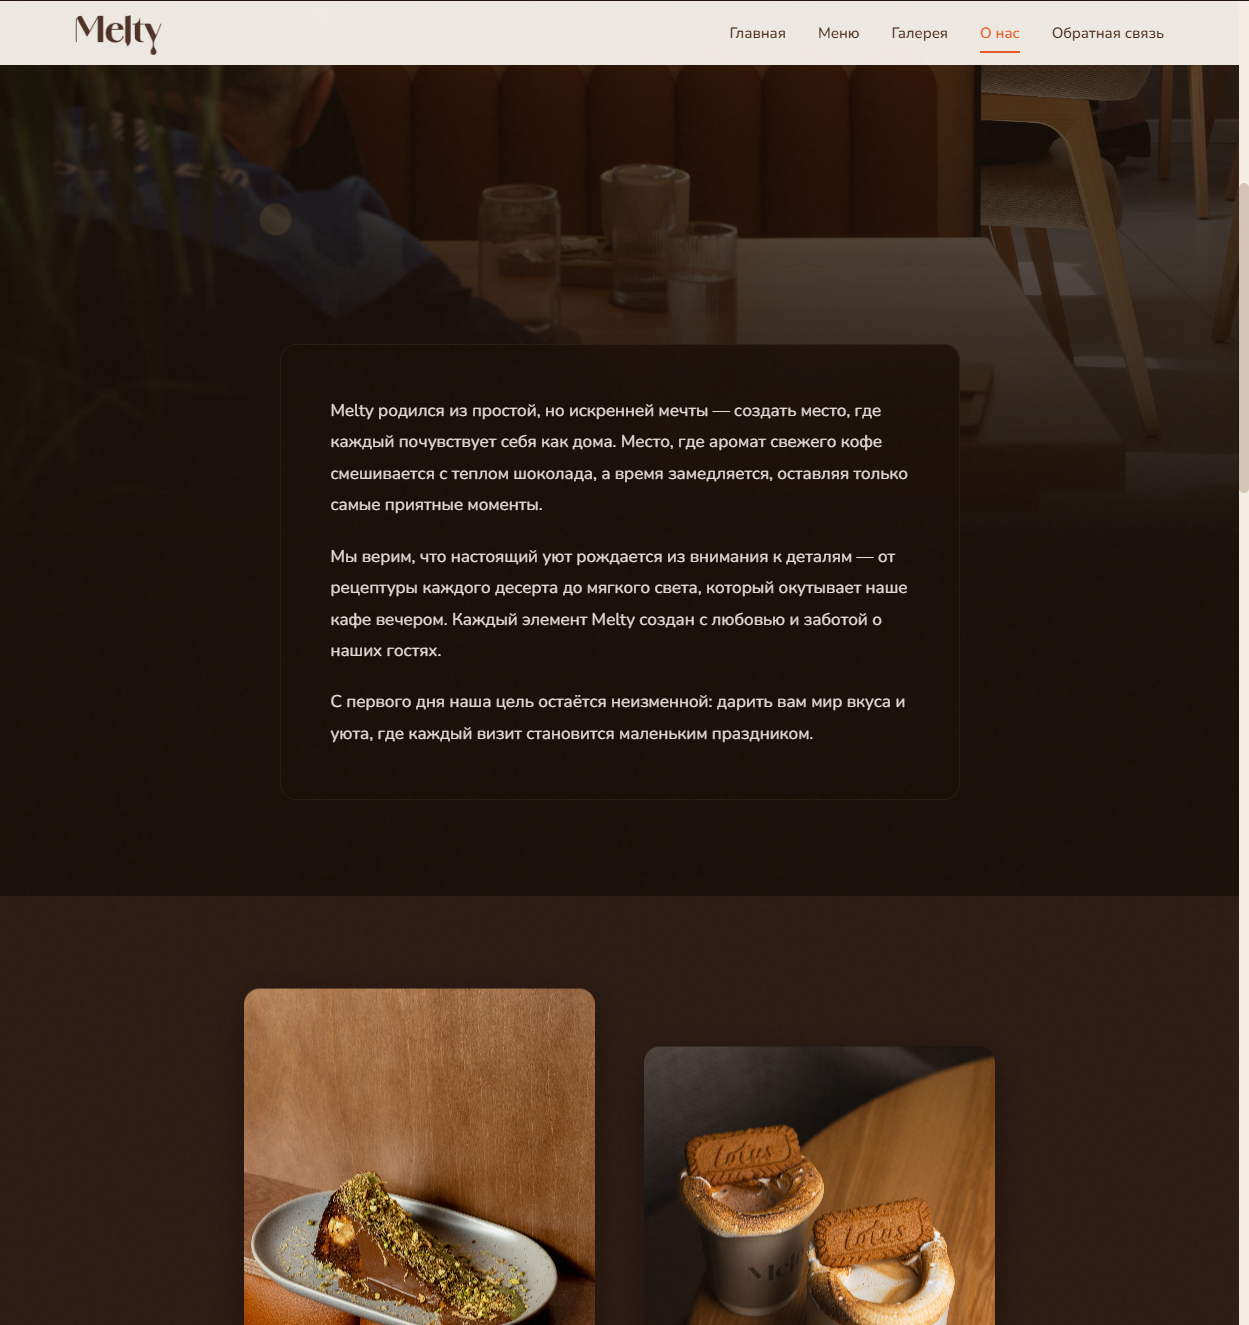 Melty
Главная Меню Галерея О нас Обратная связь
Melty родился из простой, но искренней мечты — создать место, где
каждый почувствует себя как дома. Место, где аромат свежего кофе
смешивается с теплом шоколада, а время замедляется, оставляя только
самые приятные моменты.
Мы верим, что настоящий уют рождается из внимания к деталям — от
рецептуры каждого десерта до мягкого света, который окутывает наше
кафе вечером. Каждый элемент Melty создан с любовью и заботой о
наших гостях.
С первого дня наша цель остаётся неизменной: дарить вам мир вкуса и
уюта, где каждый визит становится маленьким праздником.
lotus
lotus